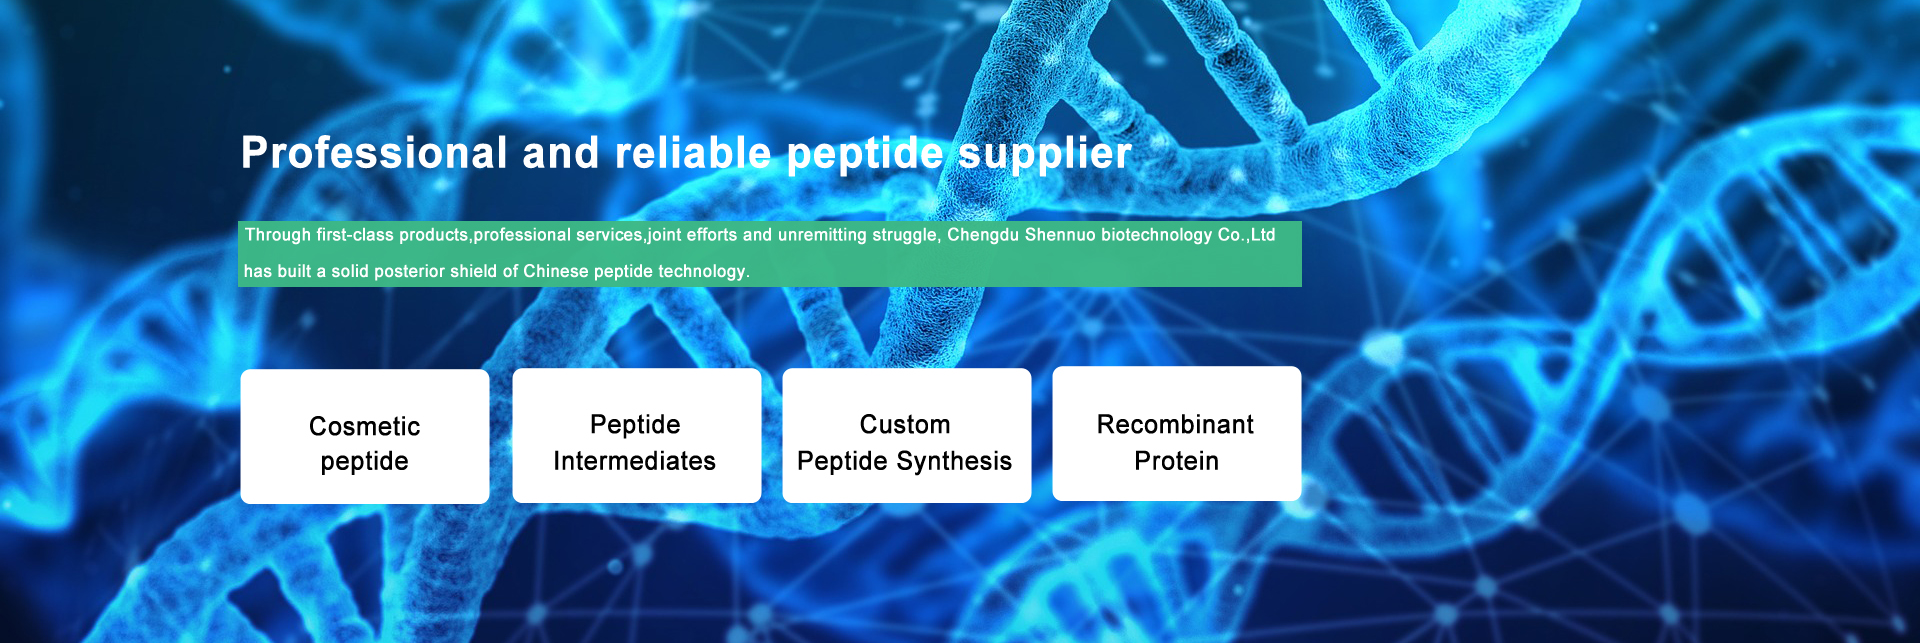 Professional and reliable peptide supplier
Through first-class products,professional services,joint efforts and unremitting struggle, Chengdu Shennuo biotechnology Co.,Ltd
has built a solid posterior shield of Chinese peptide technology.
Cosmetic
peptide
Peptide
Intermediates
Custom
Peptide Synthesis
Recombinant
Protein